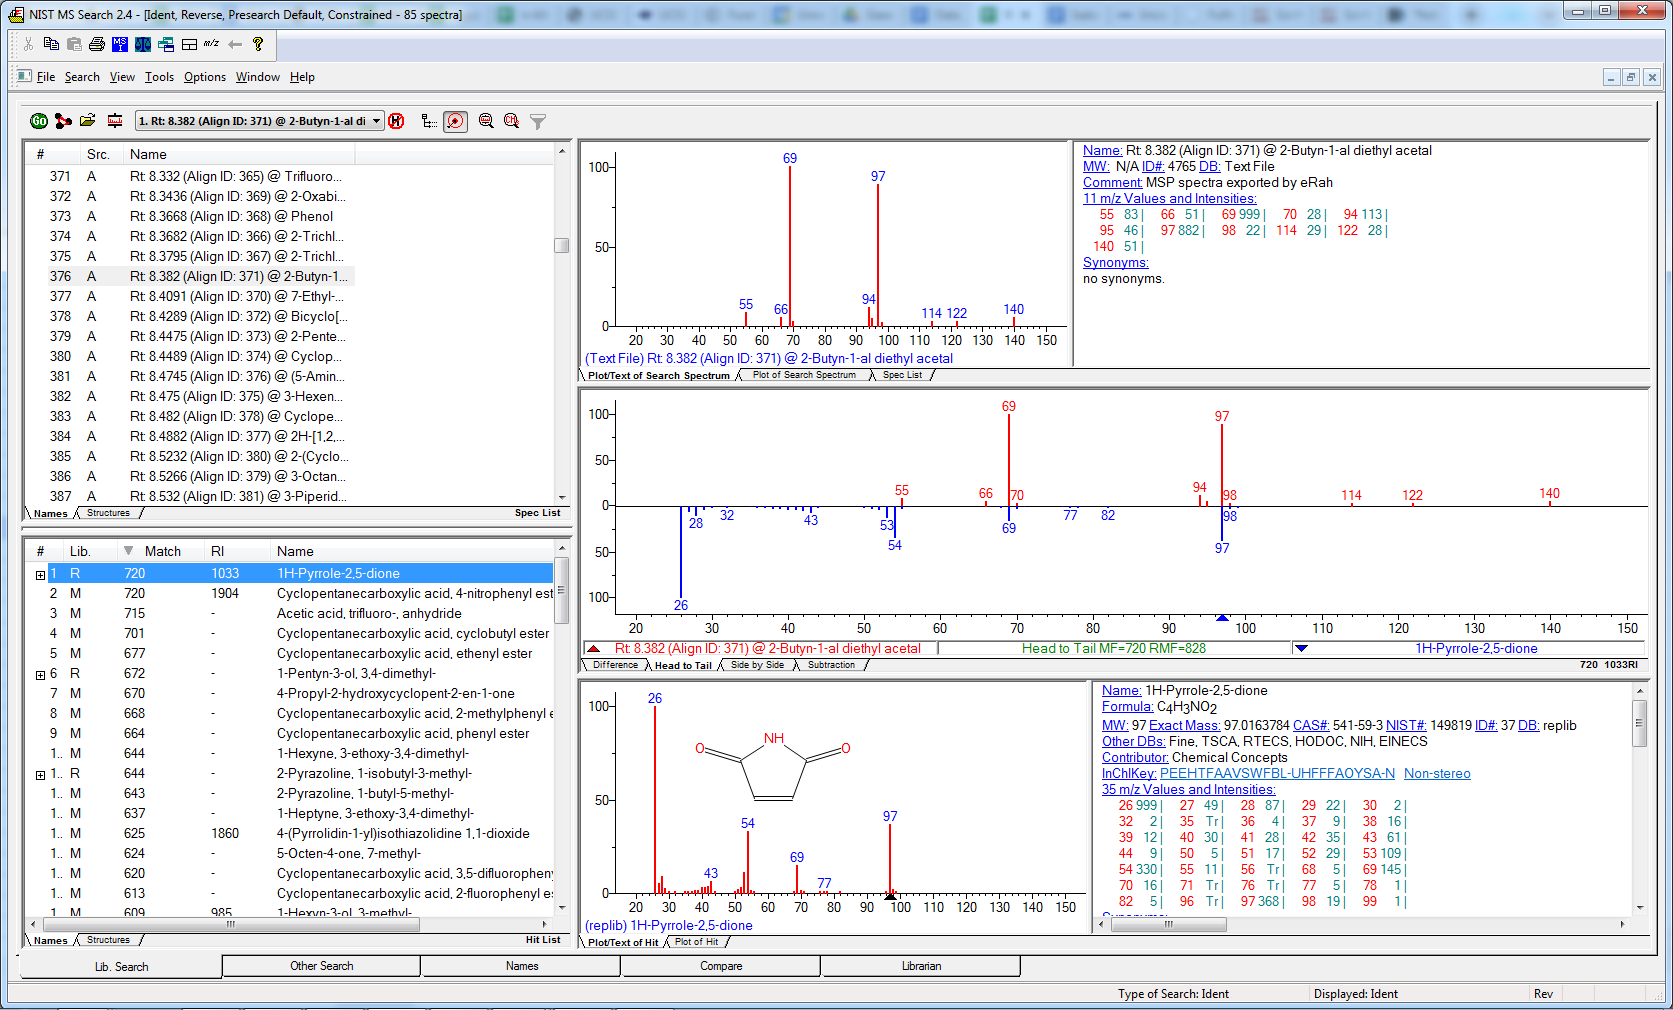 NIST MS Search 2.4 - [Ident, Reverse, Presearch Default, Constrained - 85 spectra]
File Search View Tools Options Window Help
1. Rt: 8.382 (Align ID: 371) @ 2-Butyn-1-al di
# Src. Name
371 A Rt: 8.332 (Align ID: 365) @ Trifluoro...
372 A Rt: 8.3436 (Align ID: 369) @ 2-Oxabi...
373 A Rt: 8.3668 (Align ID: 368) @ Phenol
374 A Rt: 8.3682 (Align ID: 366) @ 2-Trichl...
375 A Rt: 8.3795 (Align ID: 367) @ 2-Trichl...
376 A Rt: 8.382 (Align ID: 371) @ 2-Butyn-1...
377 A Rt: 8.4091 (Align ID: 370) @ 7-Ethyl-...
378 A Rt: 8.4289 (Align ID: 372) @ Bicyclo[...
379 A Rt: 8.4475 (Align ID: 373) @ 2-Pente...
380 A Rt: 8.4489 (Align ID: 374) @ Cyclop...
381 A Rt: 8.4745 (Align ID: 376) @ (5-Amin...
382 A Rt: 8.475 (Align ID: 375) @ 3-Hexen...
383 A Rt: 8.482 (Align ID: 378) @ Cyclope...
384 A Rt: 8.4882 (Align ID: 377) @ 2H-[1,2,...
385 A Rt: 8.5232 (Align ID: 380) @ 2-(Cyclo...
386 A Rt: 8.5266 (Align ID: 379) @ 3-Octan...
387 A Rt: 8.532 (Align ID: 381) @ 3-Piperid...
Names Structures Spec List
100
50
0
69
97
55
66
94
114 122
140
20 30 40 50 60 70 80 90 100 110 120 130 140 150
(Text File) Rt: 8.382 (Align ID: 371) @ 2-Butyn-1-al diethyl acetal
Plot/Text of Search Spectrum Plot of Search Spectrum Spec List
Name: Rt: 8.382 (Align ID: 371) @ 2-Butyn-1-al diethyl acetal
MW: N/A ID#: 4765 DB: Text File
Comment: MSP spectra exported by eRah
11 m/z Values and Intensities:
55 83 | 66 51 | 69 999 | 70 28 | 94 113 |
95 46 | 97 882 | 98 22 | 114 29 | 122 28 |
140 51 |
Synonyms:
no synonyms.
100
50
0
50
100
69
97
55 66 70 94 98 114 122 140
26 28 32 43 53 54 69 77 82 97 98
20 30 40 50 60 70 80 90 100 110 120 130 140 150
Rt: 8.382 (Align ID: 371) @ 2-Butyn-1-al diethyl acetal Head to Tail MF=720 RMF=828 1H-Pyrrole-2,5-dione
Difference Head to Tail Side by Side Subtraction 720 1033RI
# Lib. Match RI Name
1 R 720 1033 1H-Pyrrole-2,5-dione
2 M 720 1904 Cyclopentanecarboxylic acid, 4-nitrophenyl est
3 M 715 - Acetic acid, trifluoro-, anhydride
4 M 701 - Cyclopentanecarboxylic acid, cyclobutyl ester
5 M 677 - Cyclopentanecarboxylic acid, ethenyl ester
6 R 672 - 1-Pentyn-3-ol, 3,4-dimethyl-
7 M 670 - 4-Propyl-2-hydroxycyclopent-2-en-1-one
8 M 668 - Cyclopentanecarboxylic acid, 2-methylphenyl e
9 M 664 - Cyclopentanecarboxylic acid, phenyl ester
1.. M 644 - 1-Hexyne, 3-ethoxy-3,4-dimethyl-
1.. R 644 - 2-Pyrazoline, 1-isobutyl-3-methyl-
1.. M 643 - 2-Pyrazoline, 1-butyl-5-methyl-
1.. M 637 - 1-Heptyne, 3-ethoxy-3,4-dimethyl-
1.. M 625 1860 4-(Pyrrolidin-1-yl)isothiazolidine 1,1-dioxide
1.. M 624 - 5-Octen-4-one, 7-methyl-
1.. M 620 - Cyclopentanecarboxylic acid, 3,5-difluoropheny
1.. M 613 - Cyclopentanecarboxylic acid, 2-fluorophenyl e
1.. M 609 985 1-Hexyn-3-ol, 3-methyl-
Names Structures Hit List
100
50
0
26
43
54
69
77
97
O NH O
20 30 40 50 60 70 80 90 100 110 120 130 140 150
(replib) 1H-Pyrrole-2,5-dione
Plot/Text of Hit Plot of Hit
Name: 1H-Pyrrole-2,5-dione
Formula: C4H3NO2
MW: 97 Exact Mass: 97.0163784 CAS#: 541-59-3 NIST#: 149819 ID#: 37 DB: replib
Other DBs: Fine, TSCA, RTECS, HODOC, NIH, EINECS
Contributor: Chemical Concepts
InChIKey: PEEHTFAAVSWFBL-UHFFFAOYSA-N Non-stereo
35 m/z Values and Intensities:
26 999 | 27 49 | 28 87 | 29 22 | 30 2 |
32 2 | 35 Tr | 36 4 | 37 9 | 38 16 |
39 12 | 40 30 | 41 28 | 42 35 | 43 61 |
44 9 | 50 5 | 51 17 | 52 29 | 53 109 |
54 330 | 55 11 | 56 Tr | 68 5 | 69 145 |
70 16 | 71 Tr | 76 Tr | 77 5 | 78 1 |
82 5 | 96 Tr | 97 368 | 98 19 | 99 1 |
Lib. Search Other Search Names Compare Librarian
Type of Search: Ident Displayed: Ident Rev